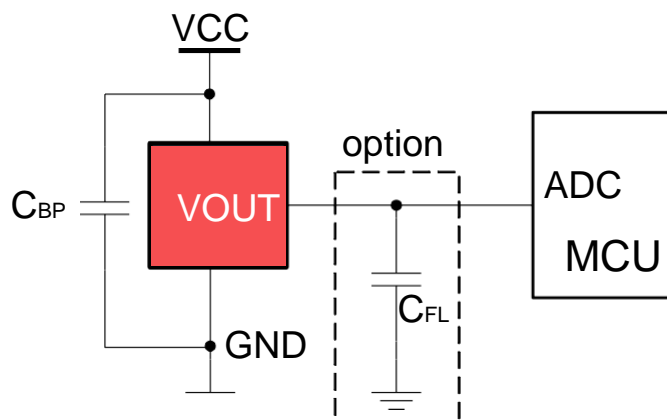 VCC
option
CBP
VOUT
ADC
MCU
CFL
GND